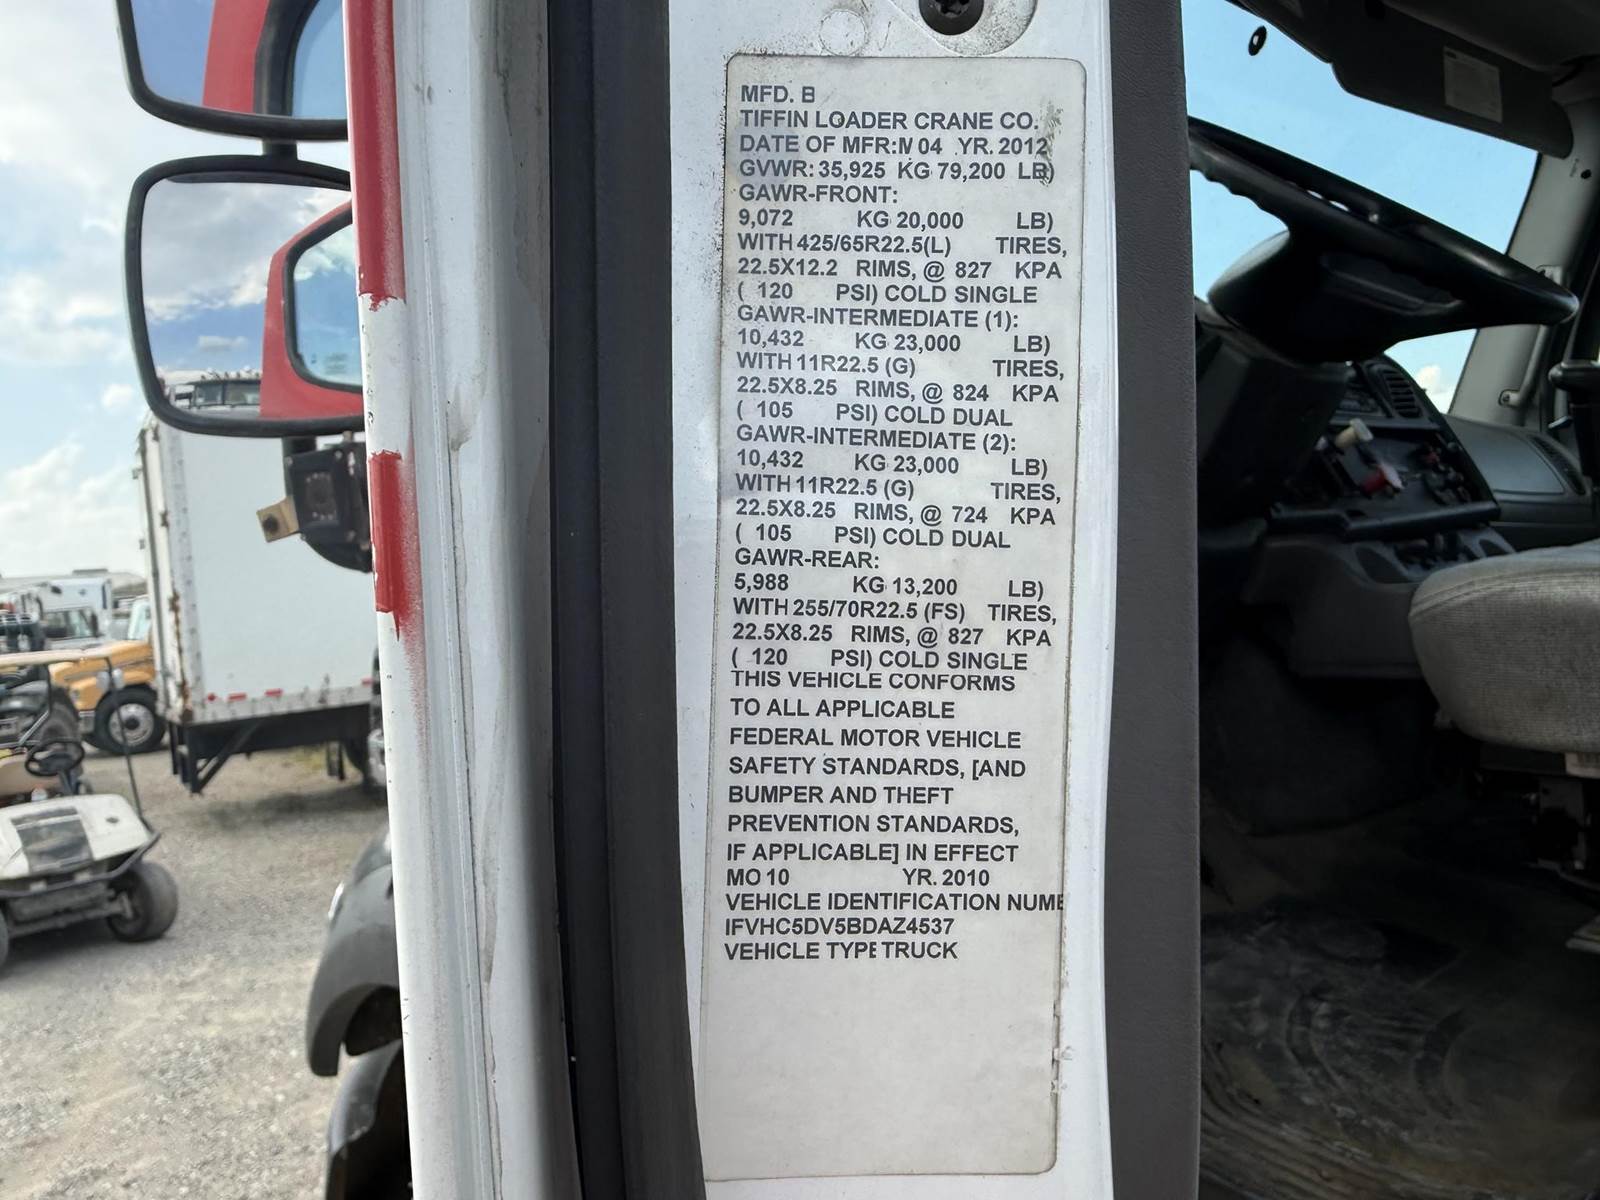 MFD. B
TIFFIN LOADER CRANE CO.
DATE OF MFR: 04 YR. 2012
GVWR: 35,925 KG 79,200 LB)
GAWR-FRONT:
9,072 KG 20,000 LB)
WITH 425/65R22.5(L) TIRES,
22.5X12.2 RIMS, @ 827 KPA
( 120 PSI) COLD SINGLE
GAWR-INTERMEDIATE (1):
10,432 KG 23,000 LB)
WITH 11R22.5 (G) TIRES,
22.5X8.25 RIMS, @ 824 KPA
( 105 PSI) COLD DUAL
GAWR-INTERMEDIATE (2):
10,432 KG 23,000 LB)
WITH 11R22.5 (G) TIRES,
22.5X8.25 RIMS, @ 724 KPA
( 105 PSI) COLD DUAL
GAWR-REAR:
5,988 KG 13,200 LB)
WITH 255/70R22.5 (FS) TIRES,
22.5X8.25 RIMS, @ 827 KPA
( 120 PSI) COLD SINGLE
THIS VEHICLE CONFORMS
TO ALL APPLICABLE
FEDERAL MOTOR VEHICLE
SAFETY STANDARDS, [AND
BUMPER AND THEFT
PREVENTION STANDARDS,
IF APPLICABLE] IN EFFECT
MO 10 YR. 2010
VEHICLE IDENTIFICATION NUME
IFVHC5DV5BDAZ4537
VEHICLE TYPE TRUCK